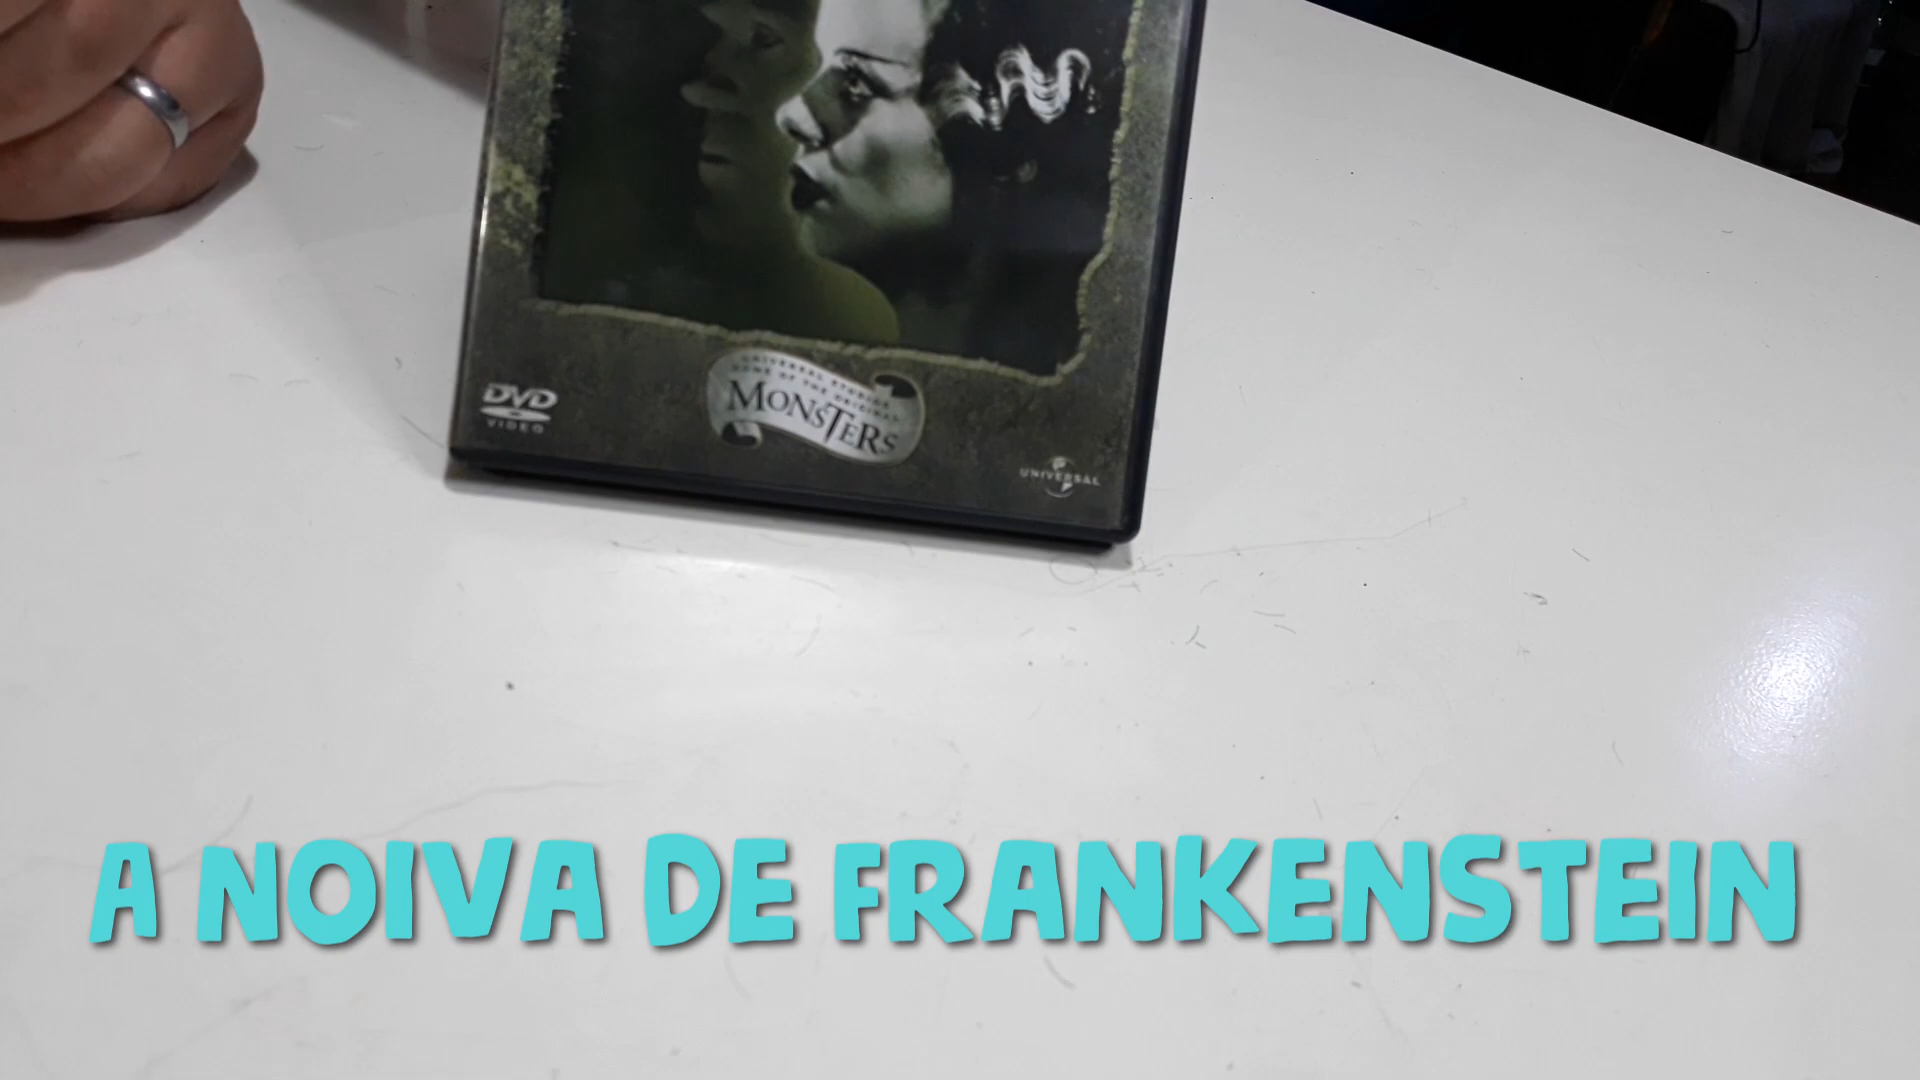 DVD
VIDEO
UNIVERSAL STUDIOS
HOME OF THE ORIGINAL
MONSTERS
UNIVERSAL
A NOIVA DE FRANKENSTEIN